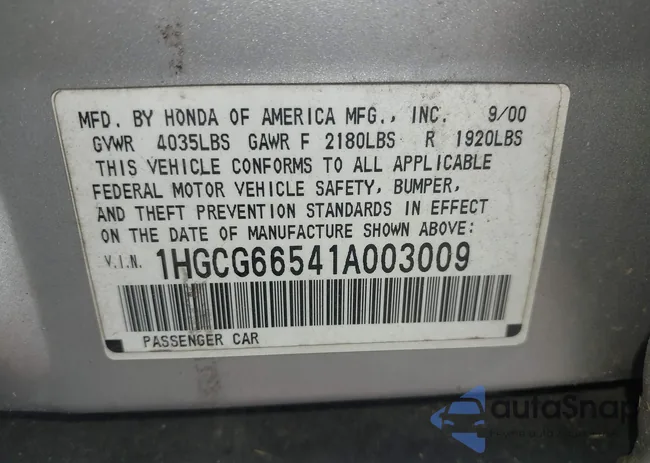 MFD. BY HONDA OF AMERICA MFG., INC. 9/00
GVWR 4035LBS GAWR F 2180LBS R 1920LBS
THIS VEHICLE CONFORMS TO ALL APPLICABLE
FEDERAL MOTOR VEHICLE SAFETY, BUMPER,
AND THEFT PREVENTION STANDARDS IN EFFECT
ON THE DATE OF MANUFACTURE SHOWN ABOVE:
V.I.N. 1HGCG66541A003009
PASSENGER CAR
autoSnap